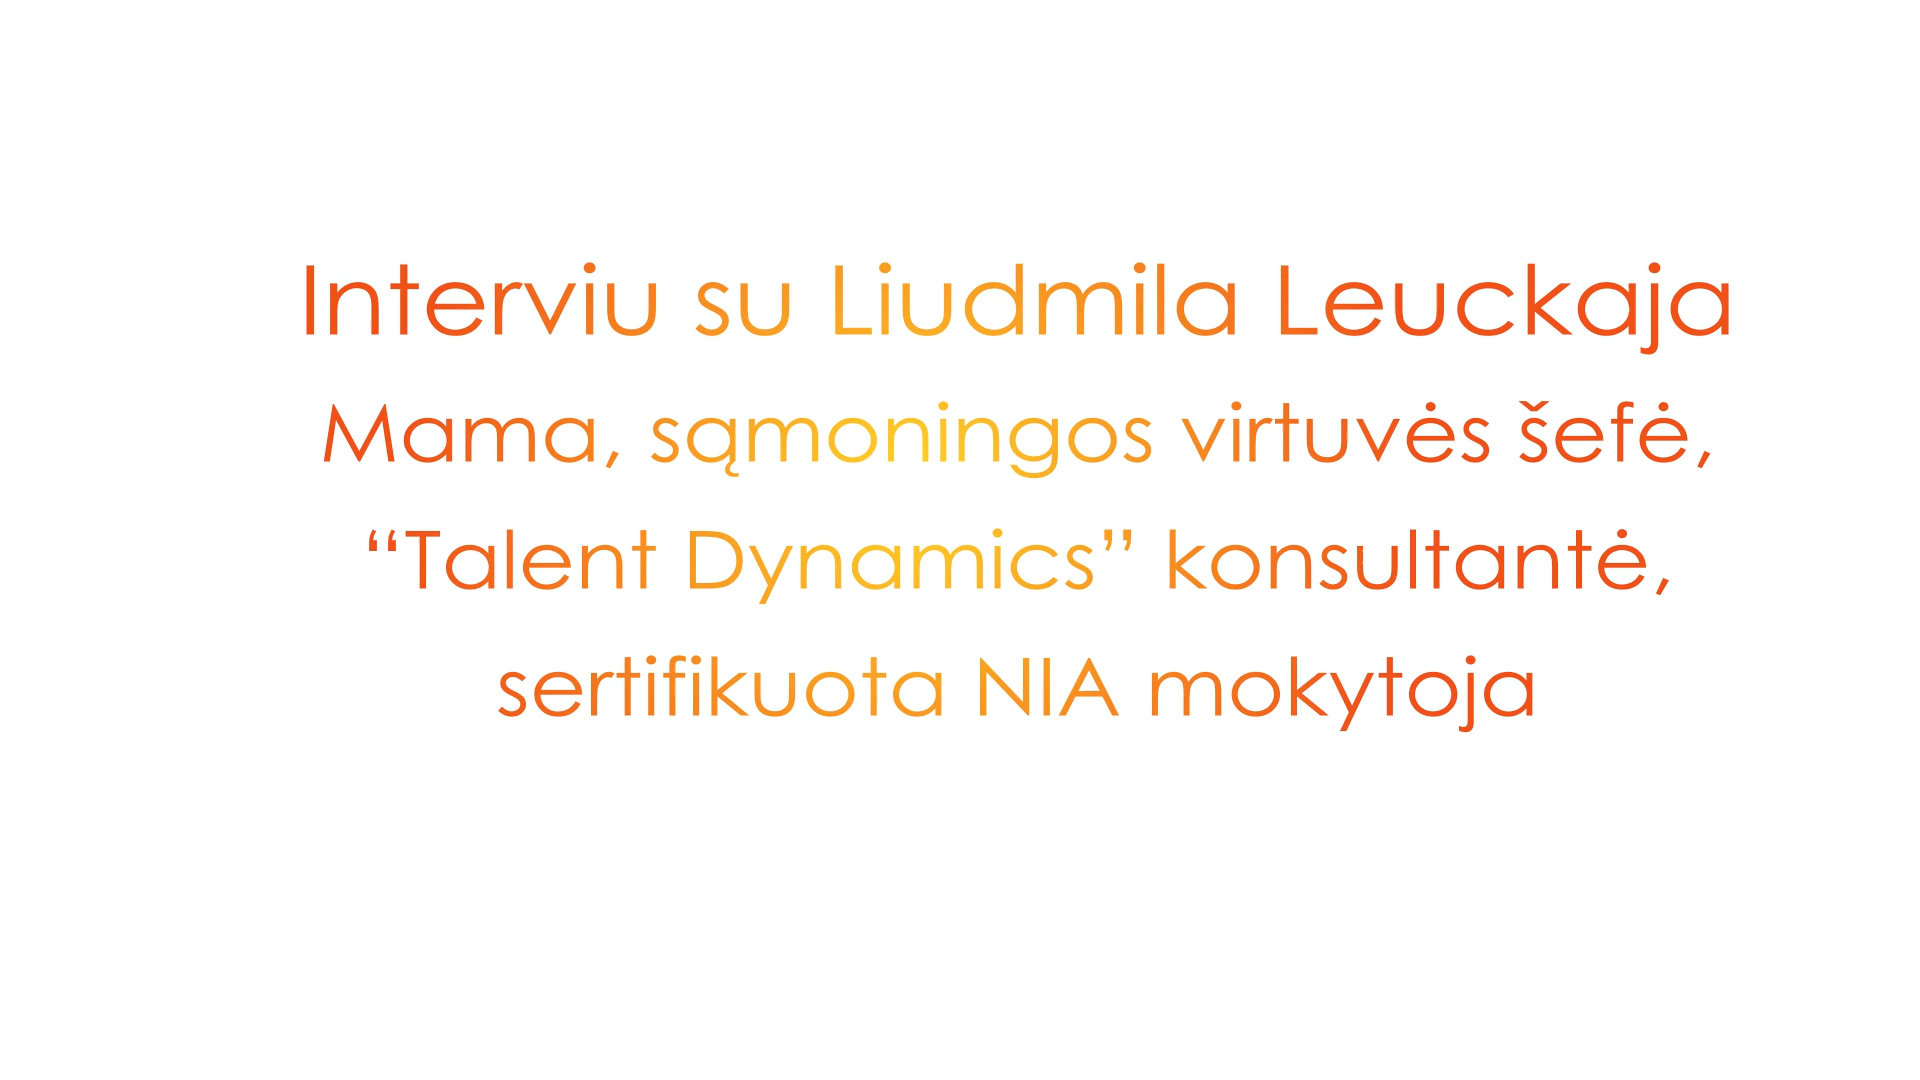 Interviu su Liudmila Leuckaja
Mama, sąmoningos virtuvės šefė,
“Talent Dynamics” konsultantė,
sertifikuota NIA mokytoja